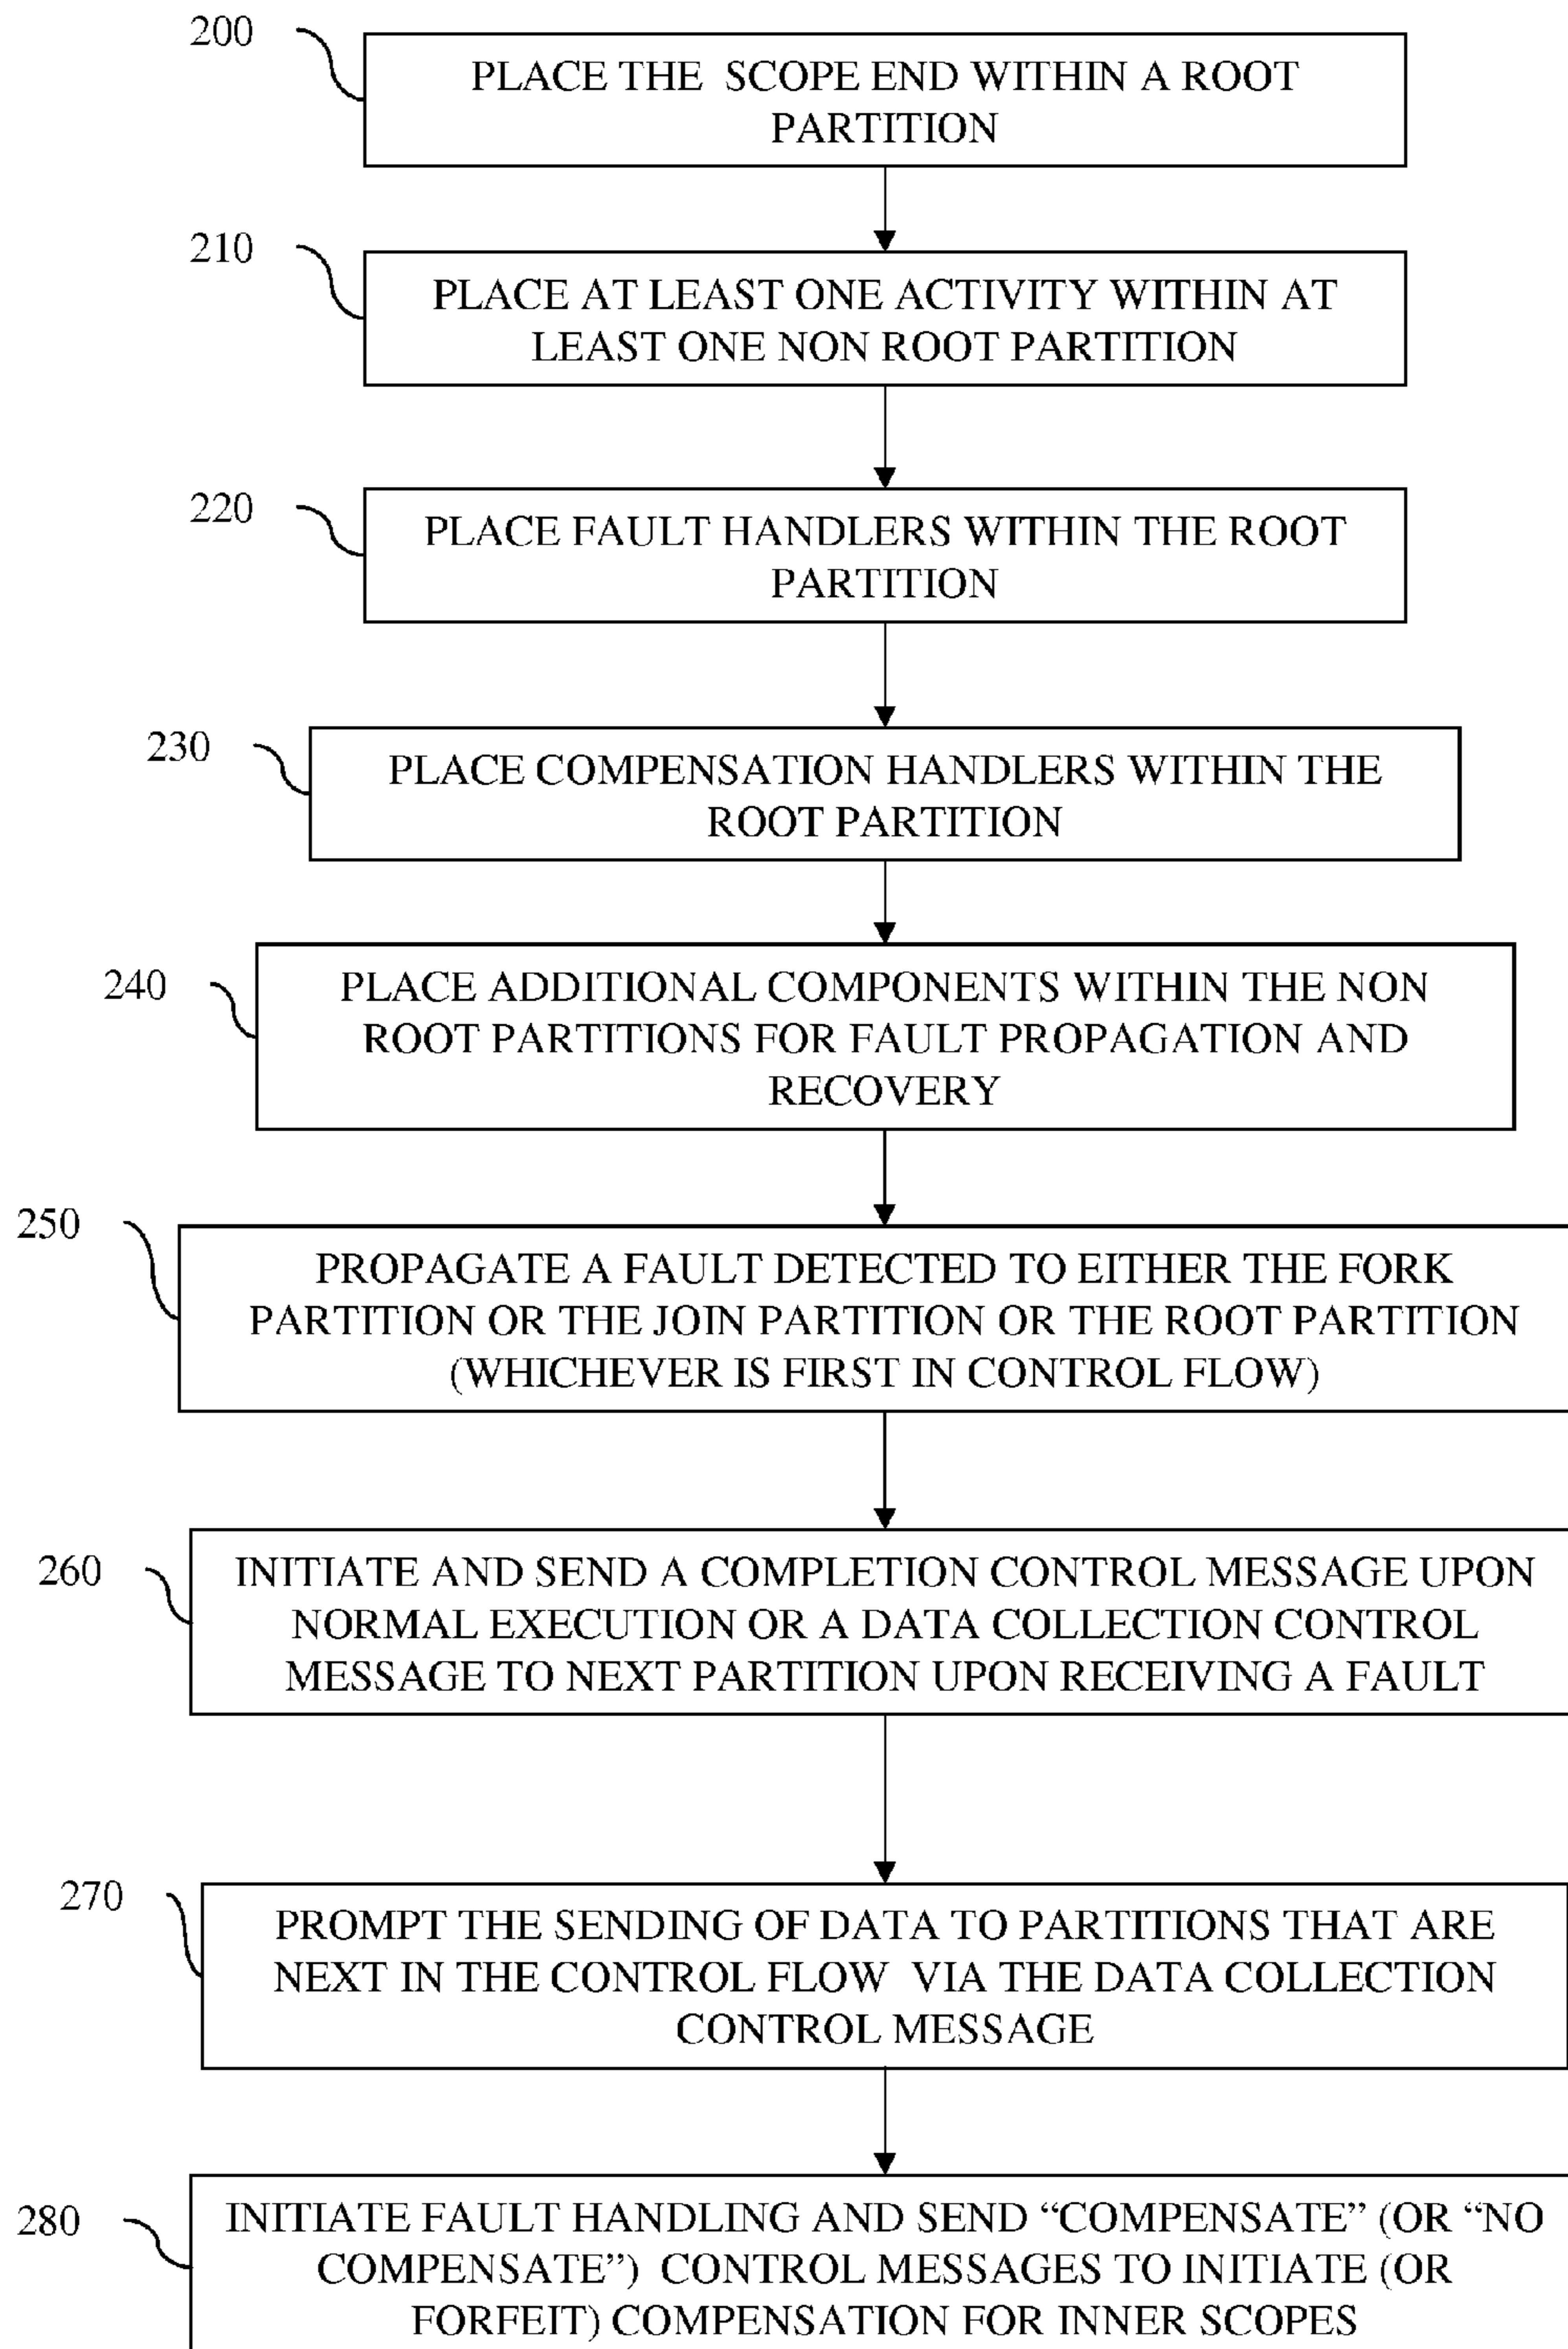 200
PLACE THE SCOPE END WITHIN A ROOT
PARTITION
210
PLACE AT LEAST ONE ACTIVITY WITHIN AT
LEAST ONE NON ROOT PARTITION
220
PLACE FAULT HANDLERS WITHIN THE ROOT
PARTITION
230
PLACE COMPENSATION HANDLERS WITHIN THE
ROOT PARTITION
240
PLACE ADDITIONAL COMPONENTS WITHIN THE NON
ROOT PARTITIONS FOR FAULT PROPAGATION AND
RECOVERY
250
PROPAGATE A FAULT DETECTED TO EITHER THE FORK
PARTITION OR THE JOIN PARTITION OR THE ROOT PARTITION
(WHICHEVER IS FIRST IN CONTROL FLOW)
260
INITIATE AND SEND A COMPLETION CONTROL MESSAGE UPON
NORMAL EXECUTION OR A DATA COLLECTION CONTROL
MESSAGE TO NEXT PARTITION UPON RECEIVING A FAULT
270
PROMPT THE SENDING OF DATA TO PARTITIONS THAT ARE
NEXT IN THE CONTROL FLOW VIA THE DATA COLLECTION
CONTROL MESSAGE
280
INITIATE FAULT HANDLING AND SEND “COMPENSATE” (OR “NO
COMPENSATE”) CONTROL MESSAGES TO INITIATE (OR
FORFEIT) COMPENSATION FOR INNER SCOPES